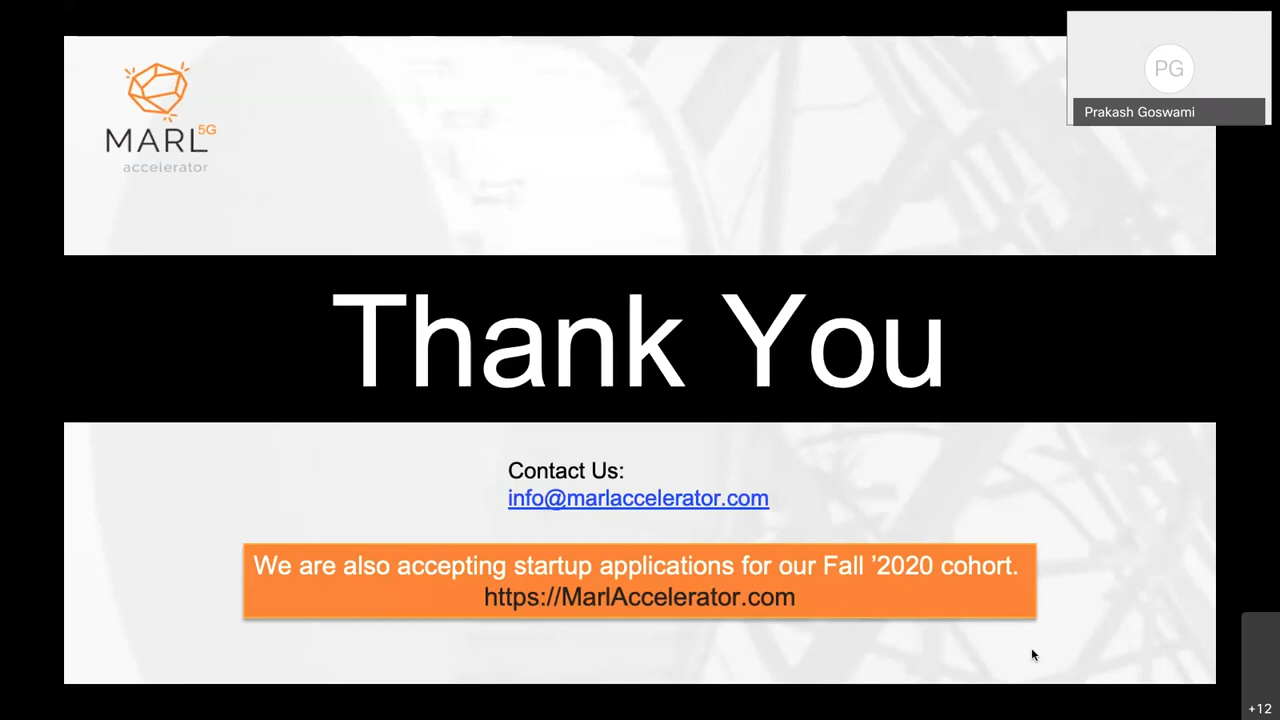 PG
Prakash Goswami
MARL 5G
accelerator
Thank You
Contact Us:
info@marlaccelerator.com
We are also accepting startup applications for our Fall ’2020 cohort.
https://MarlAccelerator.com
+12